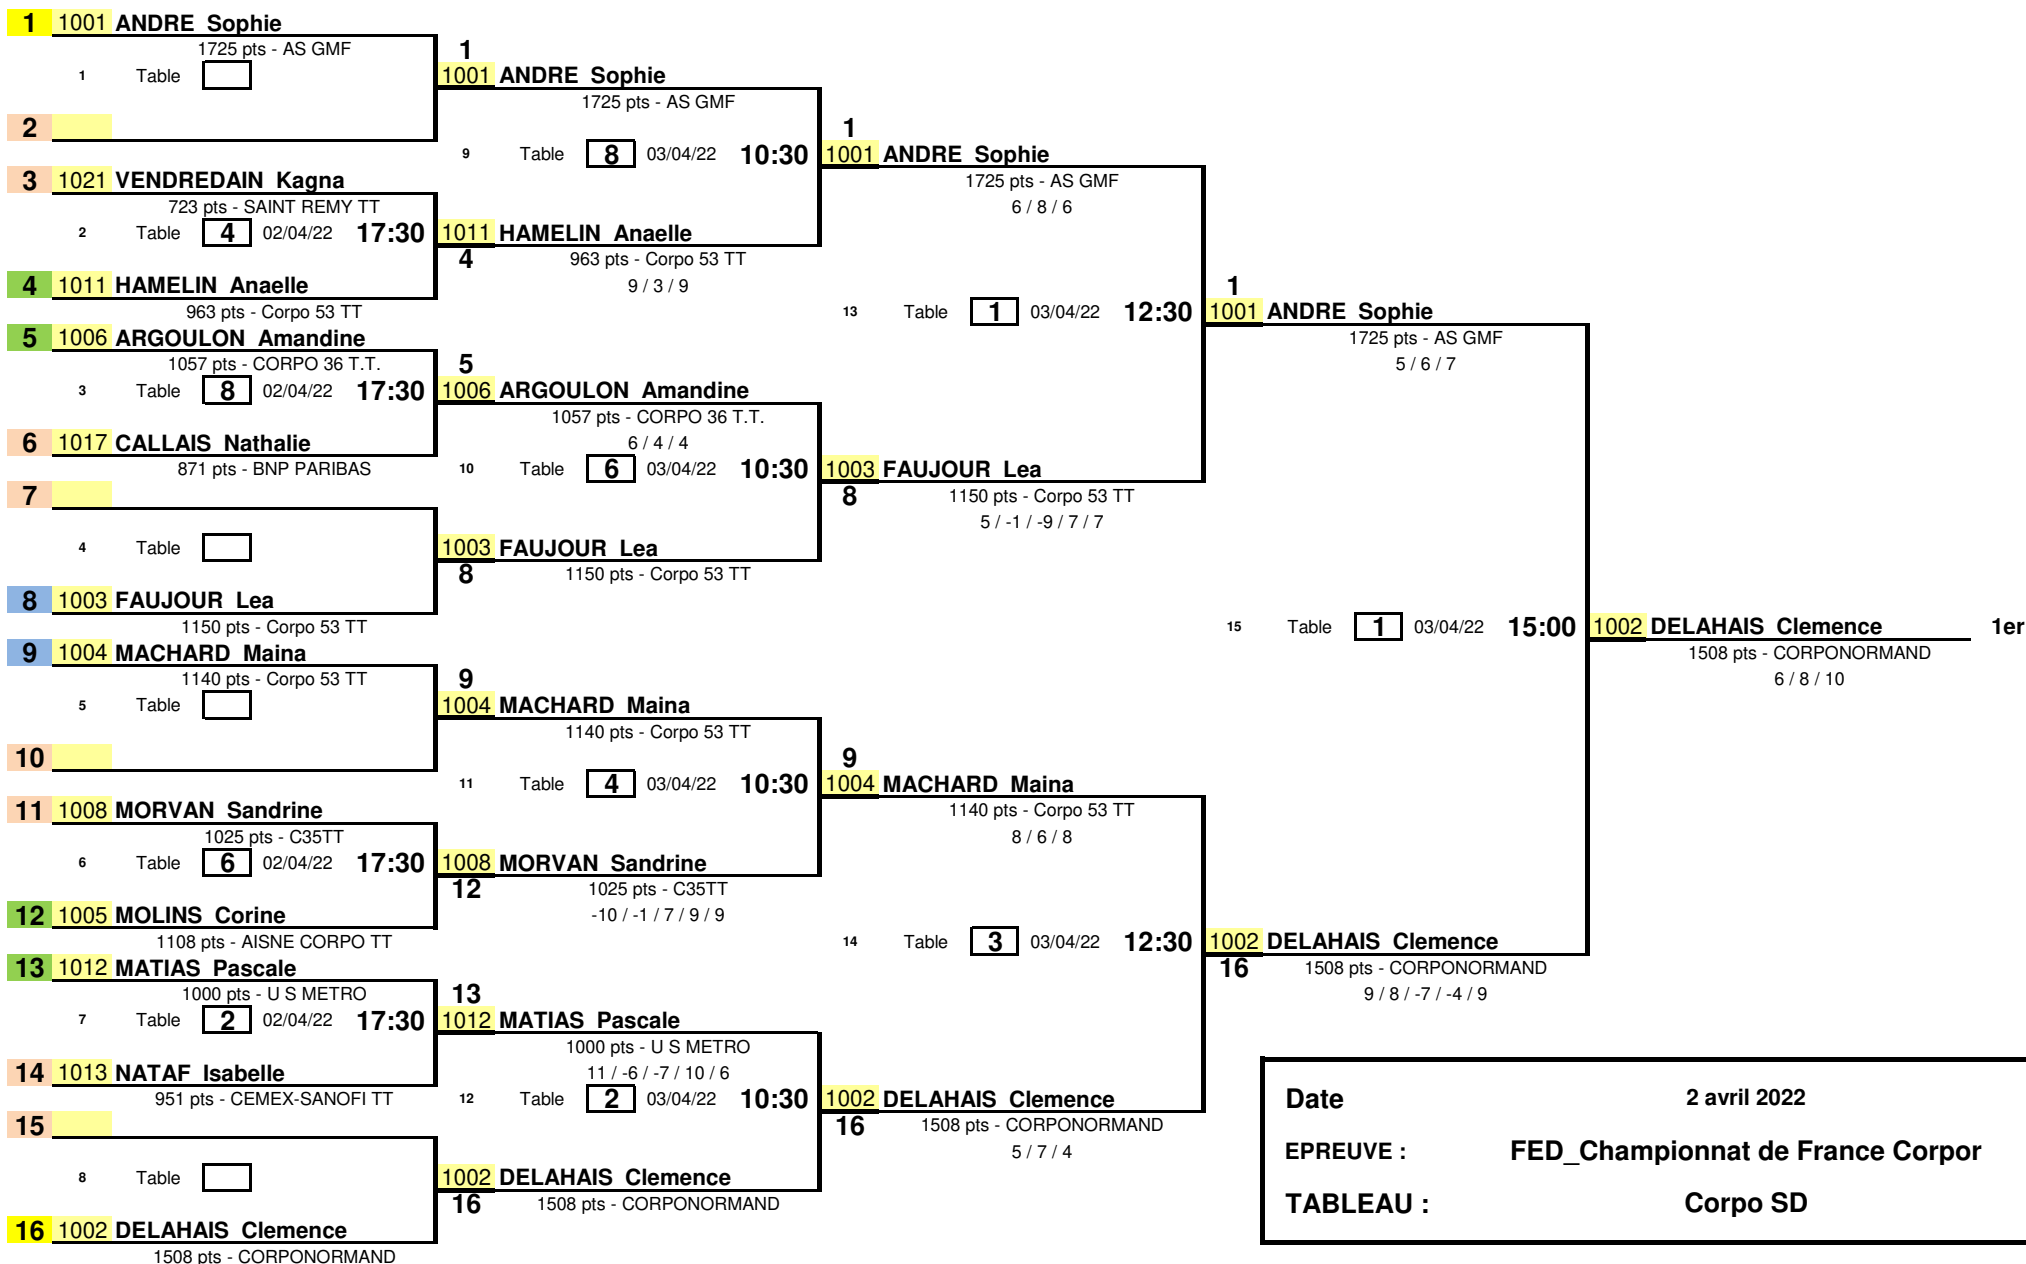 1 1001 ANDRE Sophie
1725 pts - AS GMF
1 Table
2
3 1021 VENDREDAIN Kagna
723 pts - SAINT REMY TT
2 Table 4 02/04/22 17:30
4 1011 HAMELIN Anaelle
963 pts - Corpo 53 TT
5 1006 ARGOULON Amandine
1057 pts - CORPO 36 T.T.
3 Table 8 02/04/22 17:30
6 1017 CALLAIS Nathalie
871 pts - BNP PARIBAS
7
4 Table
8 1003 FAUJOUR Lea
1150 pts - Corpo 53 TT
9 1004 MACHARD Maina
1140 pts - Corpo 53 TT
5 Table
10
11 1008 MORVAN Sandrine
1025 pts - C35TT
6 Table 6 02/04/22 17:30
12 1005 MOLINS Corine
1108 pts - AISNE CORPO TT
13 1012 MATIAS Pascale
1000 pts - U S METRO
7 Table 2 02/04/22 17:30
14 1013 NATAF Isabelle
951 pts - CEMEX-SANOFI TT
15
8 Table
16 1002 DELAHAIS Clemence
1508 pts - CORPONORMAND
1
1001 ANDRE Sophie
1725 pts - AS GMF
9 Table 8 03/04/22 10:30
1011 HAMELIN Anaelle
4 963 pts - Corpo 53 TT
9 / 3 / 9
5
1006 ARGOULON Amandine
1057 pts - CORPO 36 T.T.
6 / 4 / 4
10 Table 6 03/04/22 10:30
1003 FAUJOUR Lea
8 1150 pts - Corpo 53 TT
9
1004 MACHARD Maina
1140 pts - Corpo 53 TT
11 Table 4 03/04/22 10:30
1008 MORVAN Sandrine
12 1025 pts - C35TT
-10 / -1 / 7 / 9 / 9
13
1012 MATIAS Pascale
1000 pts - U S METRO
11 / -6 / -7 / 10 / 6
12 Table 2 03/04/22 10:30
1002 DELAHAIS Clemence
16 1508 pts - CORPONORMAND
1
1001 ANDRE Sophie
1725 pts - AS GMF
6 / 8 / 6
13 Table 1 03/04/22 12:30
1003 FAUJOUR Lea
8 1150 pts - Corpo 53 TT
5 / -1 / -9 / 7 / 7
9
1004 MACHARD Maina
1140 pts - Corpo 53 TT
8 / 6 / 8
14 Table 3 03/04/22 12:30
1002 DELAHAIS Clemence
16 1508 pts - CORPONORMAND
5 / 7 / 4
1
1001 ANDRE Sophie
1725 pts - AS GMF
5 / 6 / 7
15 Table 1 03/04/22 15:00
1002 DELAHAIS Clemence
16 1508 pts - CORPONORMAND
9 / 8 / -7 / -4 / 9
1002 DELAHAIS Clemence 1er
1508 pts - CORPONORMAND
6 / 8 / 10
Date 2 avril 2022
EPREUVE : FED_Championnat de France Corpor
TABLEAU : Corpo SD